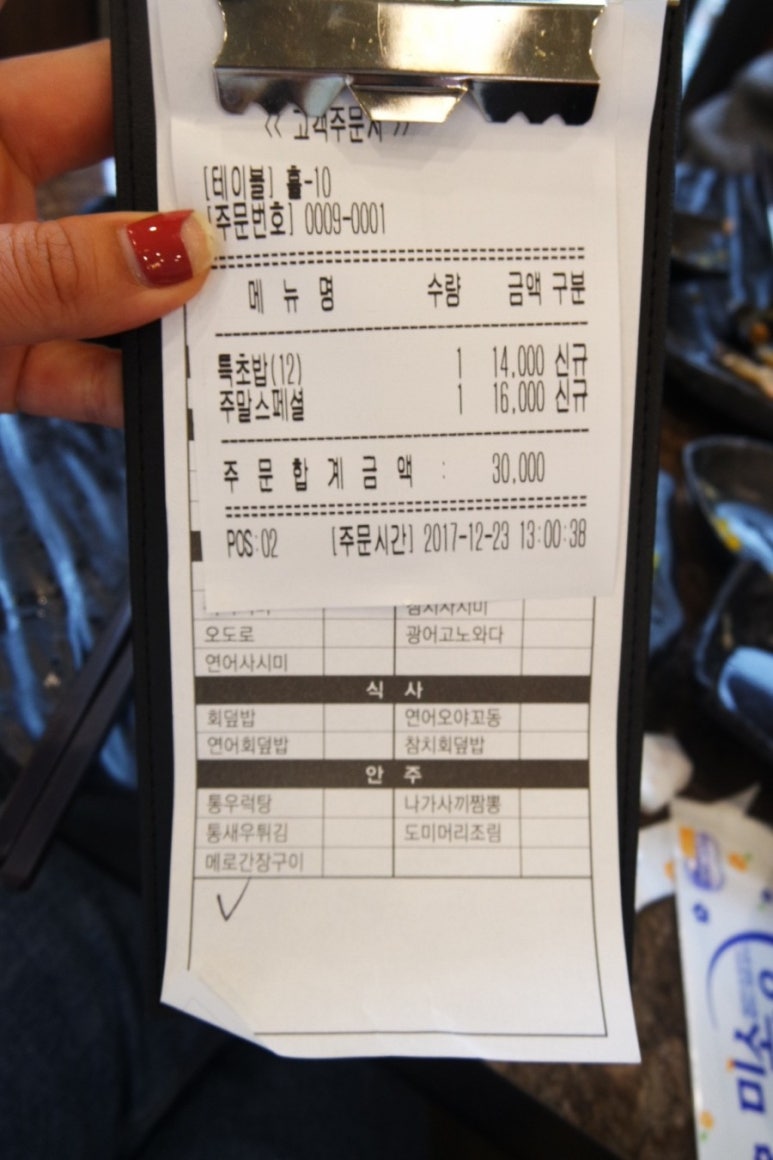 << 고객주문서 >>
[테이블] 홀-10
[주문번호] 0009-0001
메 뉴 명 수량 금액 구분
특초밥(12) 1 14,000 신규
주말스페셜 1 16,000 신규
주 문 합 계 금 액 : 30,000
POS:02 [주문시간] 2017-12-23 13:00:38
참치사시미
오도로 광어고노와다
연어사시미
식 사
회덮밥 연어오야꼬동
연어회덮밥 참치회덮밥
안 주
통우럭탕 나가사끼짬뽕
통새우튀김 도미머리조림
메로간장구이
미소